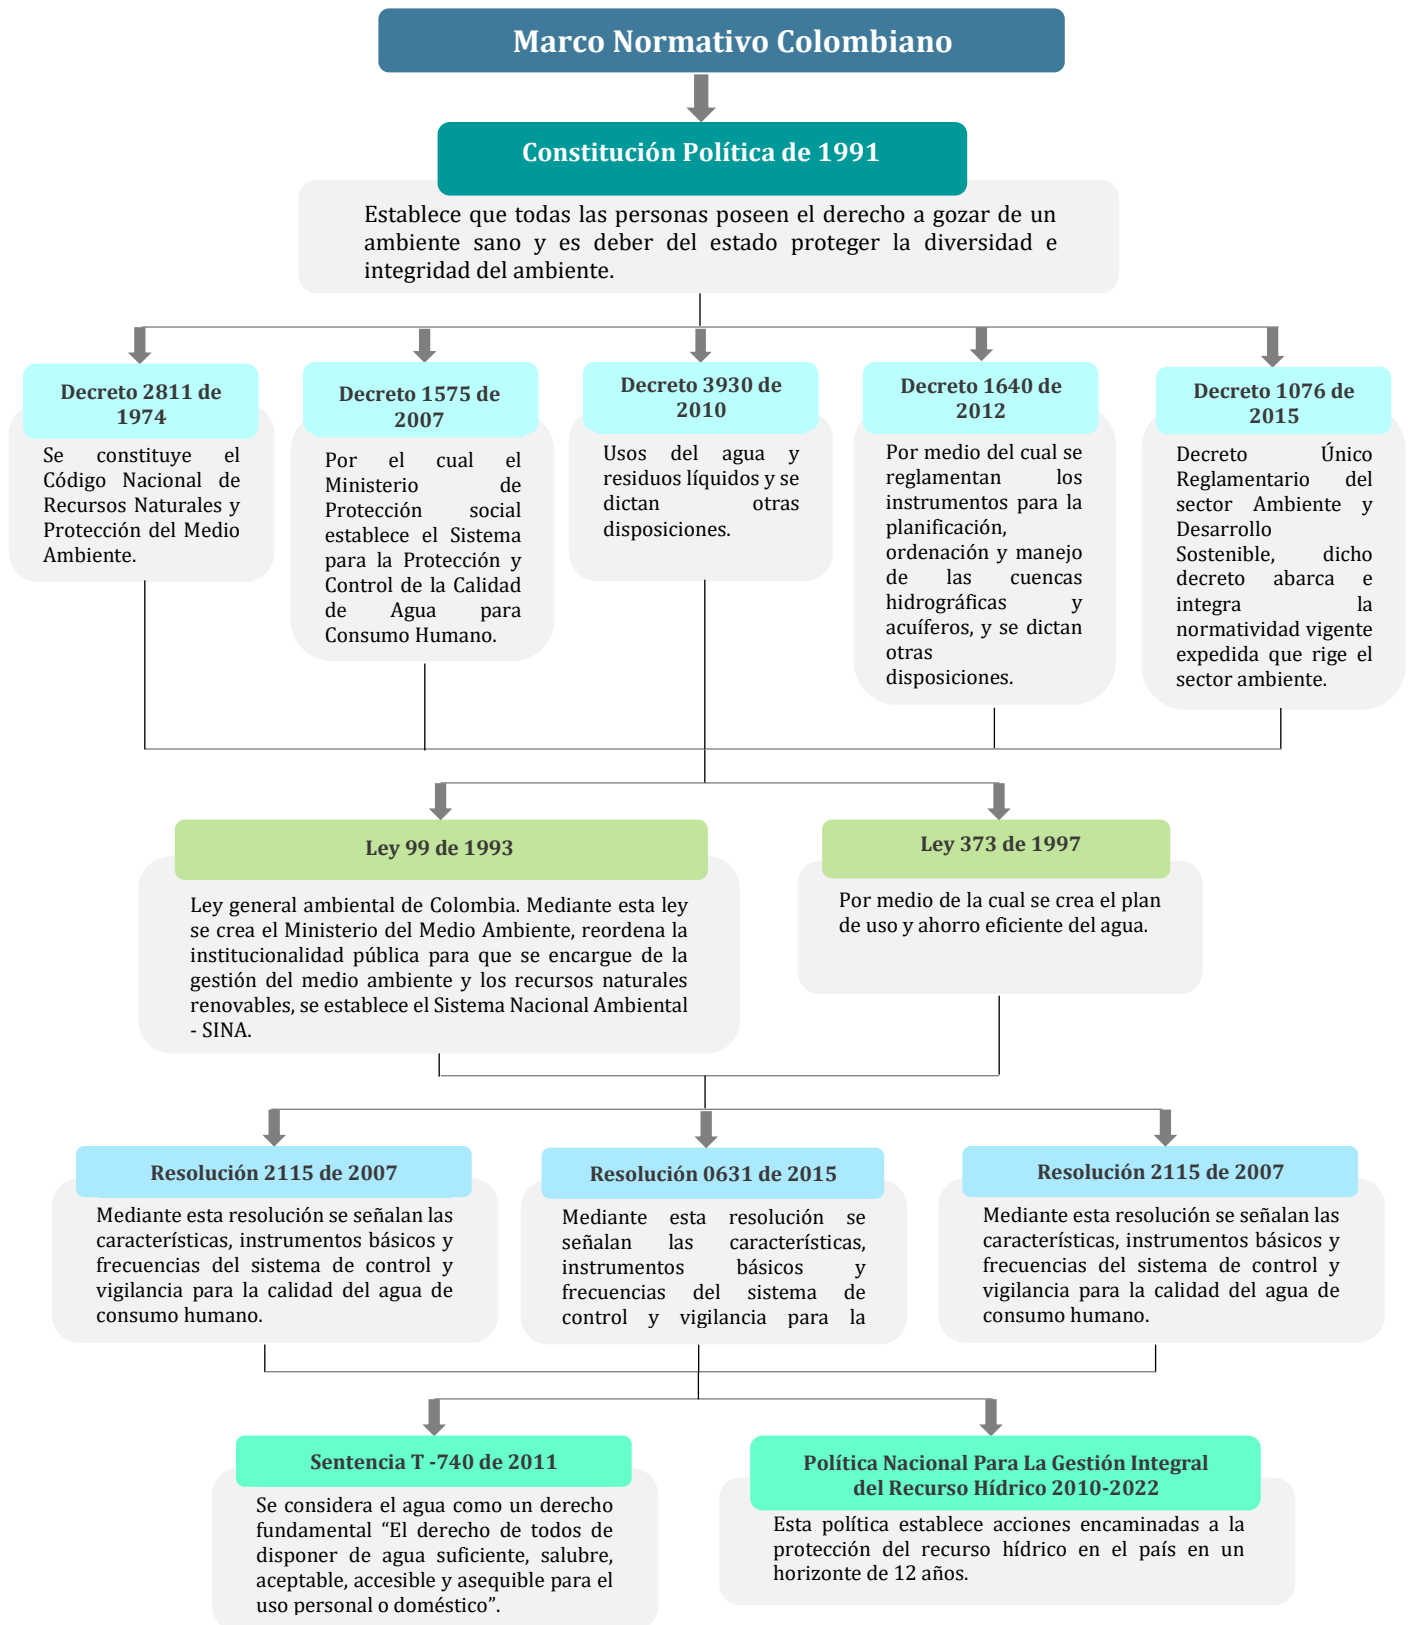 Marco Normativo Colombiano
Constitución Política de 1991
Establece que todas las personas poseen el derecho a gozar de un
ambiente sano y es deber del estado proteger la diversidad e
integridad del ambiente.
Decreto 2811 de
1974
Se constituye el
Código Nacional de
Recursos Naturales y
Protección del Medio
Ambiente.
Decreto 1575 de
2007
Por el cual el
Ministerio de
Protección social
establece el Sistema
para la Protección y
Control de la Calidad
de Agua para
Consumo Humano.
Decreto 3930 de
2010
Usos del agua y
residuos líquidos y se
dictan otras
disposiciones.
Decreto 1640 de
2012
Por medio del cual se
reglamentan los
instrumentos para la
planificación,
ordenación y manejo
de las cuencas
hidrográficas y
acuíferos, y se dictan
otras
disposiciones.
Decreto 1076 de
2015
Decreto Único
Reglamentario del
sector Ambiente y
Desarrollo
Sostenible, dicho
decreto abarca e
integra la
normatividad vigente
expedida que rige el
sector ambiente.
Ley 99 de 1993
Ley general ambiental de Colombia. Mediante esta ley
se crea el Ministerio del Medio Ambiente, reordena la
institucionalidad pública para que se encargue de la
gestión del medio ambiente y los recursos naturales
renovables, se establece el Sistema Nacional Ambiental
- SINA.
Ley 373 de 1997
Por medio de la cual se crea el plan
de uso y ahorro eficiente del agua.
Resolución 2115 de 2007
Mediante esta resolución se señalan las
características, instrumentos básicos y
frecuencias del sistema de control y
vigilancia para la calidad del agua de
consumo humano.
Resolución 0631 de 2015
Mediante esta resolución se
señalan las características,
instrumentos básicos y
frecuencias del sistema de
control y vigilancia para la
Resolución 2115 de 2007
Mediante esta resolución se señalan las
características, instrumentos básicos y
frecuencias del sistema de control y
vigilancia para la calidad del agua de
consumo humano.
Sentencia T -740 de 2011
Se considera el agua como un derecho
fundamental “El derecho de todos de
disponer de agua suficiente, salubre,
aceptable, accesible y asequible para el
uso personal o doméstico”.
Política Nacional Para La Gestión Integral
del Recurso Hídrico 2010-2022
Esta política establece acciones encaminadas a la
protección del recurso hídrico en el país en un
horizonte de 12 años.